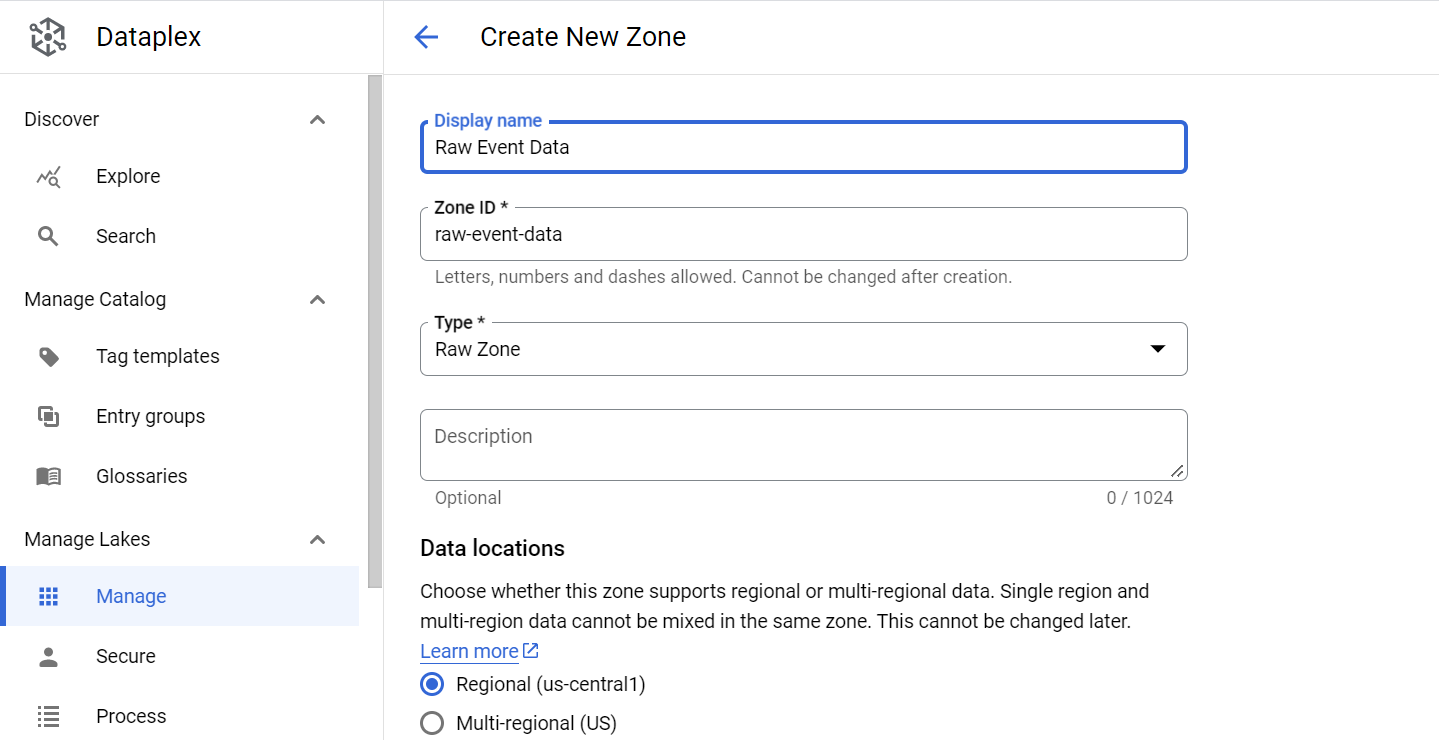 Dataplex
Create New Zone
Discover
Explore
Search
Manage Catalog
Tag templates
Entry groups
Glossaries
Manage Lakes
Manage
Secure
Process
Display name
Raw Event Data
Zone ID *
raw-event-data
Letters, numbers and dashes allowed. Cannot be changed after creation.
Type *
Raw Zone
Description
Optional
0 / 1024
Data locations
Choose whether this zone supports regional or multi-regional data. Single region and
multi-region data cannot be mixed in the same zone. This cannot be changed later.
Learn more
Regional (us-central1)
Multi-regional (US)